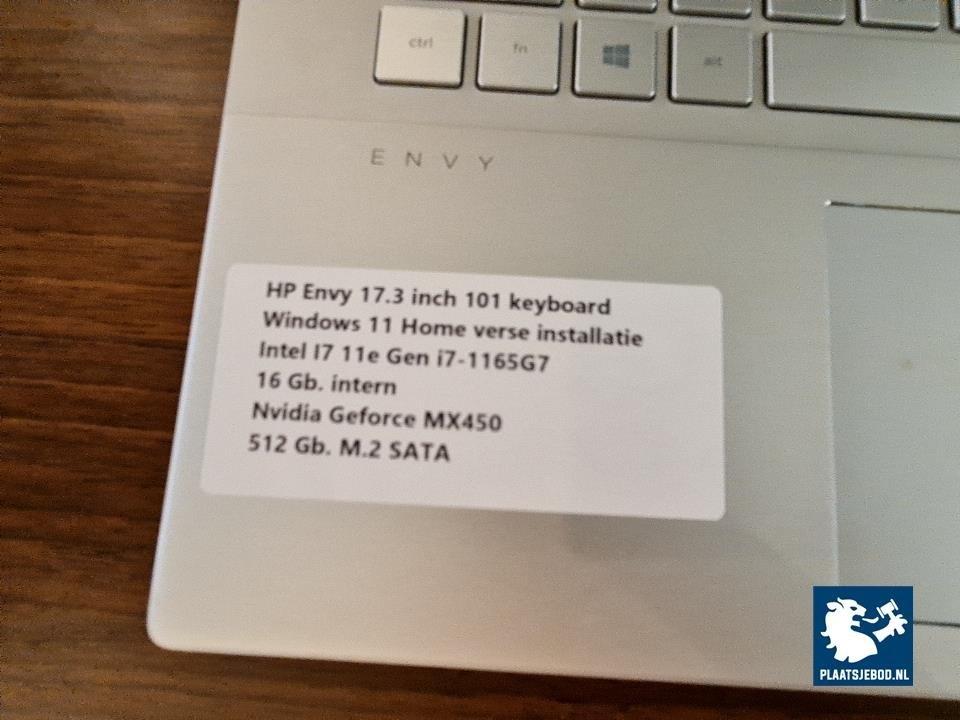 ctrl fn alt
ENVY
HP Envy 17.3 inch 101 keyboard
Windows 11 Home verse installatie
Intel I7 11e Gen i7-1165G7
16 Gb. intern
Nvidia Geforce MX450
512 Gb. M.2 SATA
PLAATSJEBOD.NL